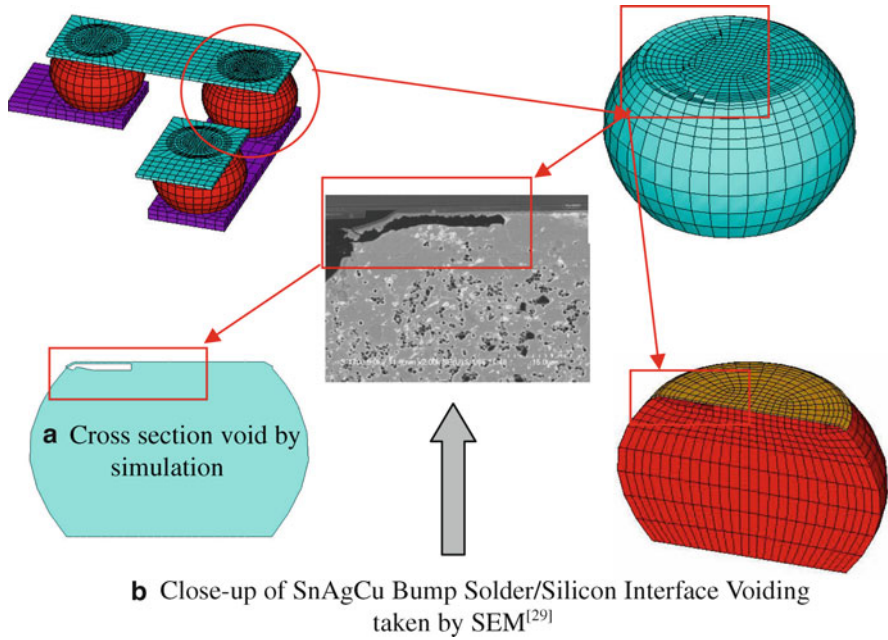 a Cross section void by
simulation
b Close-up of SnAgCu Bump Solder/Silicon Interface Voiding
taken by SEM[29]